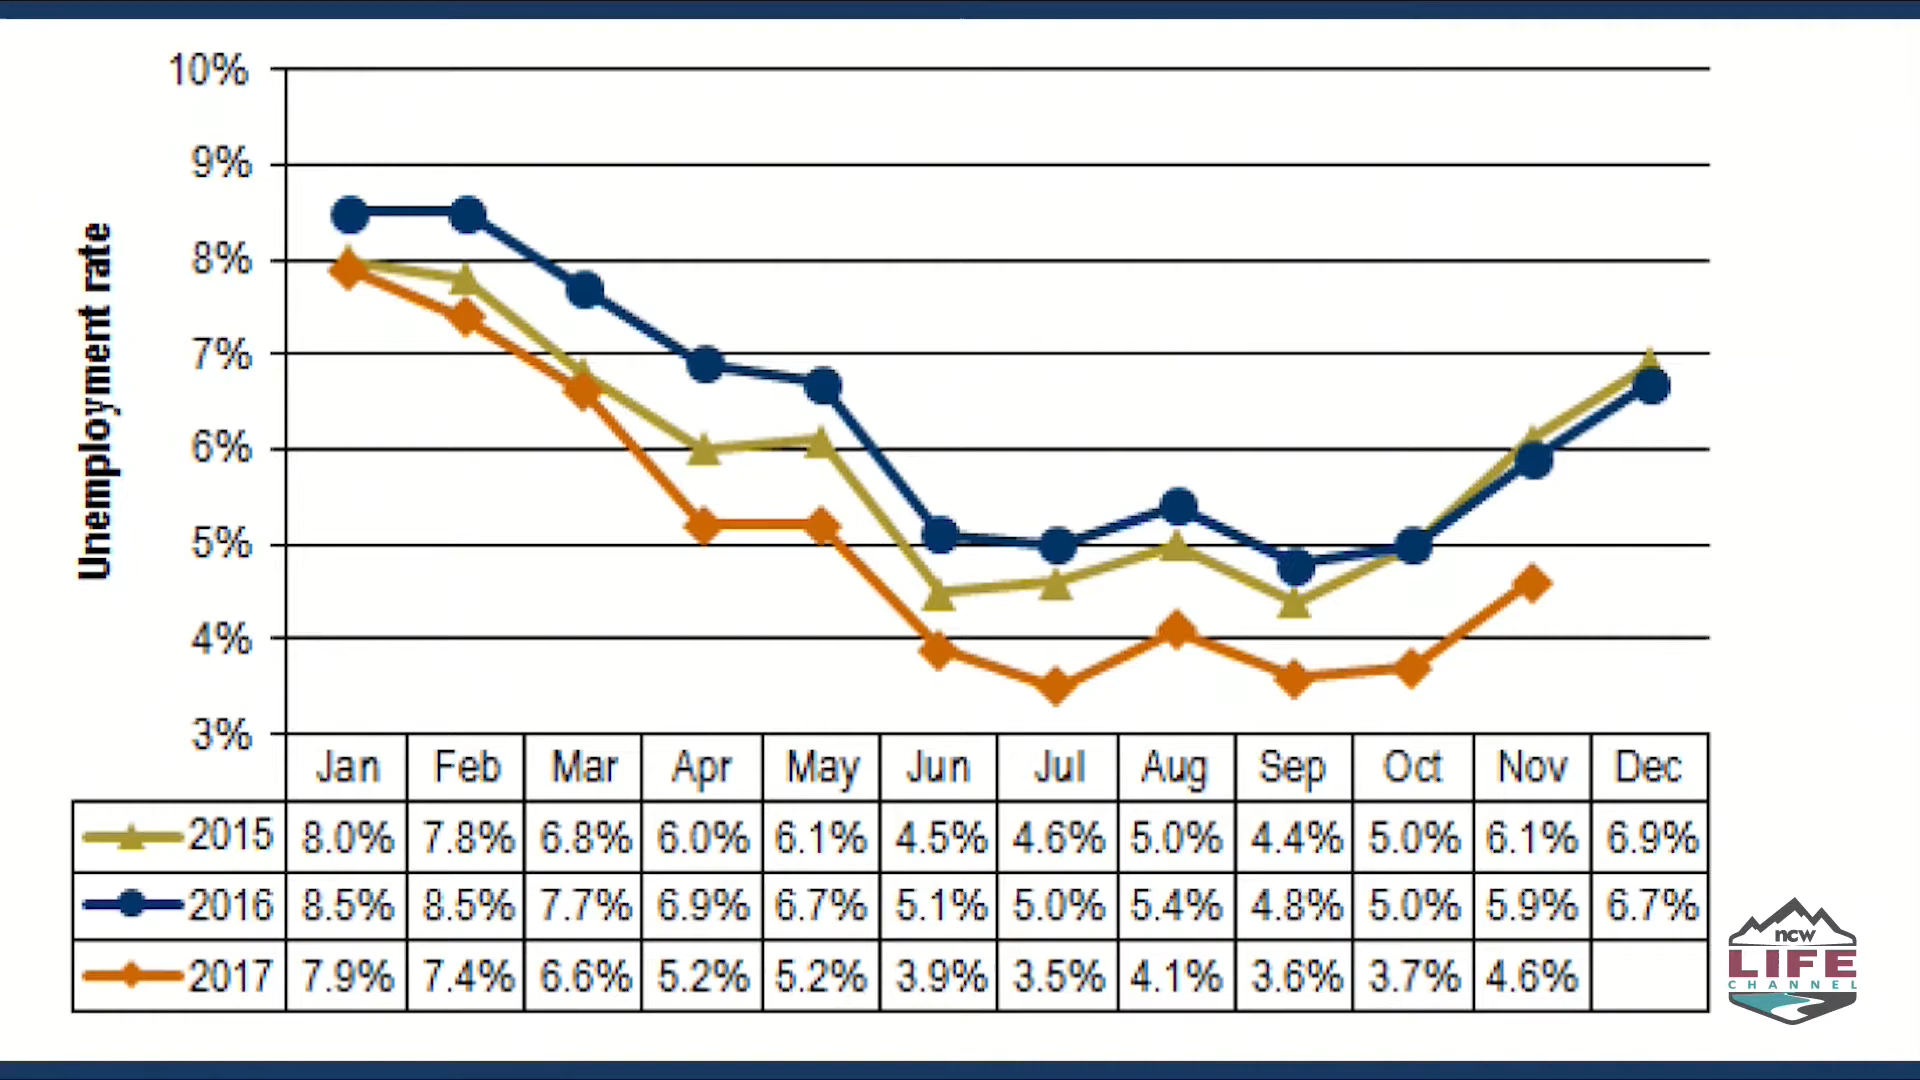 10%
9%
8%
7%
6%
5%
4%
3%
Unemployment rate
Jan Feb Mar Apr May Jun Jul Aug Sep Oct Nov Dec
2015 8.0% 7.8% 6.8% 6.0% 6.1% 4.5% 4.6% 5.0% 4.4% 5.0% 6.1% 6.9%
2016 8.5% 8.5% 7.7% 6.9% 6.7% 5.1% 5.0% 5.4% 4.8% 5.0% 5.9% 6.7%
2017 7.9% 7.4% 6.6% 5.2% 5.2% 3.9% 3.5% 4.1% 3.6% 3.7% 4.6%
ncw
LIFE
CHANNEL